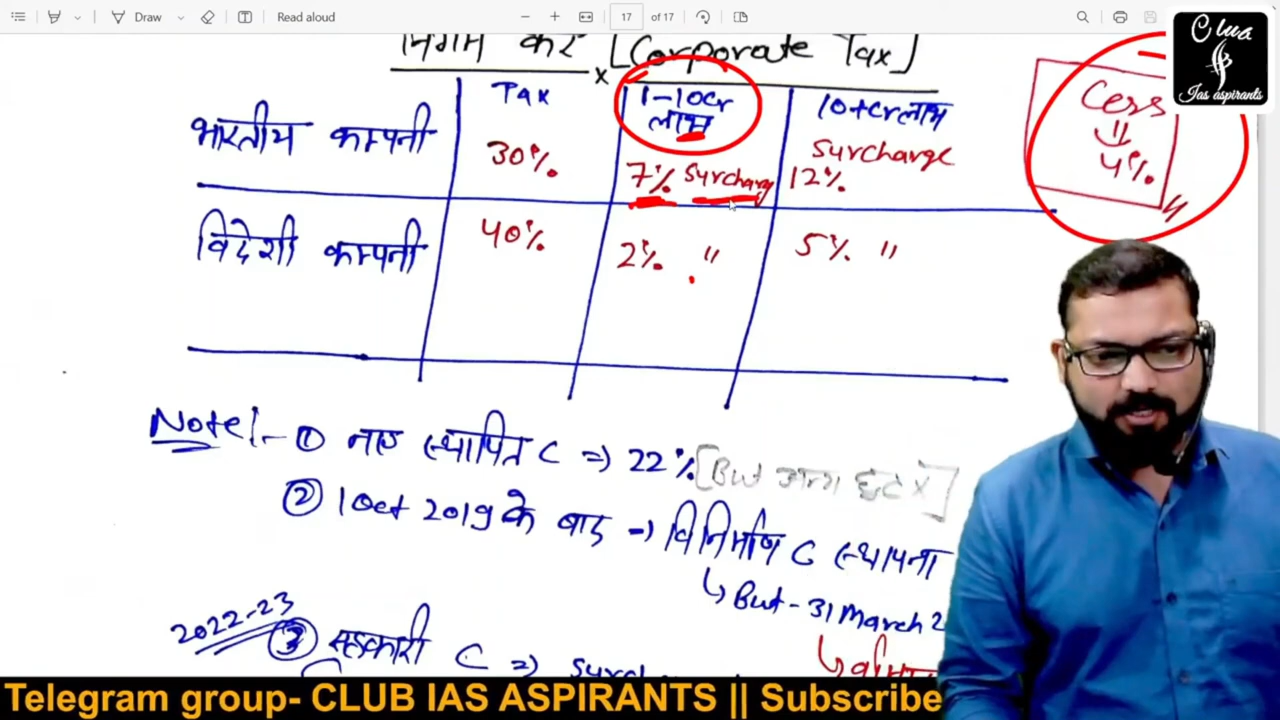 Draw
Read aloud
17 of 17
Club
Ias aspirants
निगम कर [Corporate Tax]
x
Tax
1-10Cr
लाभ
10+Cr लाभ
Cess
⇓
4%
भारतीय कम्पनी
30%
7% Surcharge
Surcharge
12%
विदेशी कम्पनी
40%
2% "
5% "
Note:- ① नए स्थापित C => 22% [But अन्य छूट X]
② 1 Oct 2019 के बाद → विनिर्माण C स्थापना
↳ But - 31 March 2
2022-23
③ सहकारी C =>
Telegram group- CLUB IAS ASPIRANTS || Subscribe